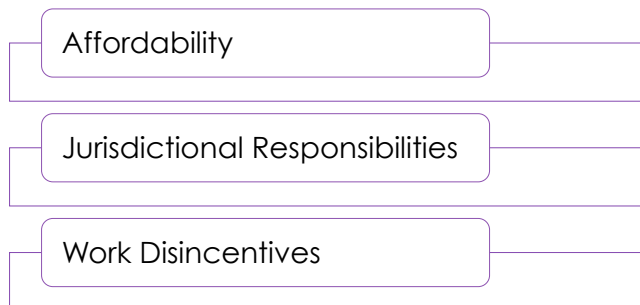 Affordability
Jurisdictional Responsibilities
Work Disincentives